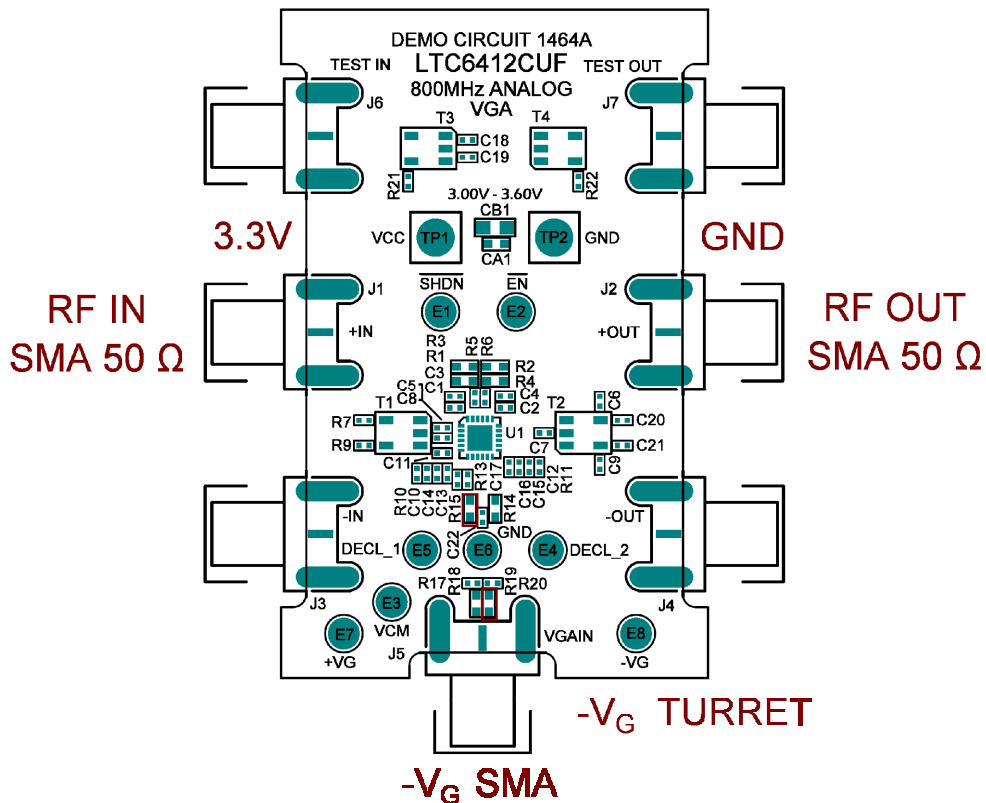 DEMO CIRCUIT 1464A
LTC6412CUF
TEST IN
TEST OUT
800MHz ANALOG
VGA
J6
J7
T3
T4
C18
C19
R21
R22
3.00V - 3.60V
CB1
3.3V
VCC
TP1
TP2
GND
GND
CA1
SHDN
EN
J1
J2
E1
E2
RF IN
SMA 50 Ω
+IN
+OUT
RF OUT
SMA 50 Ω
R3
R1
C3
C1
R5
R6
R2
R4
C4
C2
C5
C8
T1
T2
C6
R7
R9
U1
C7
C20
C21
C9
C11
R10
C10
C14
C13
R13
C17
C16
C15
C12
R11
R15
R14
C22
GND
-IN
-OUT
DECL_1
E5
E6
E4
DECL_2
R17
R18
R19
R20
J3
J4
E3
VCM
E7
+VG
J5
VGAIN
E8
-VG
-VG TURRET
-VG SMA